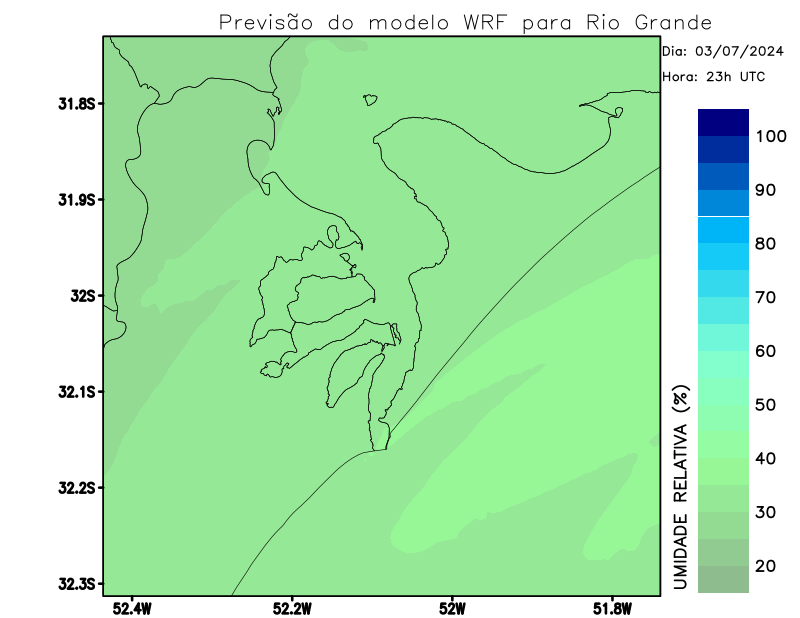 Previsão do modelo WRF para Rio Grande
Dia: 03/07/2024
Hora: 23h UTC
31.8S
31.9S
32S
32.1S
32.2S
32.3S
52.4W
52.2W
52W
51.8W
UMIDADE RELATIVA (%)
100
90
80
70
60
50
40
30
20